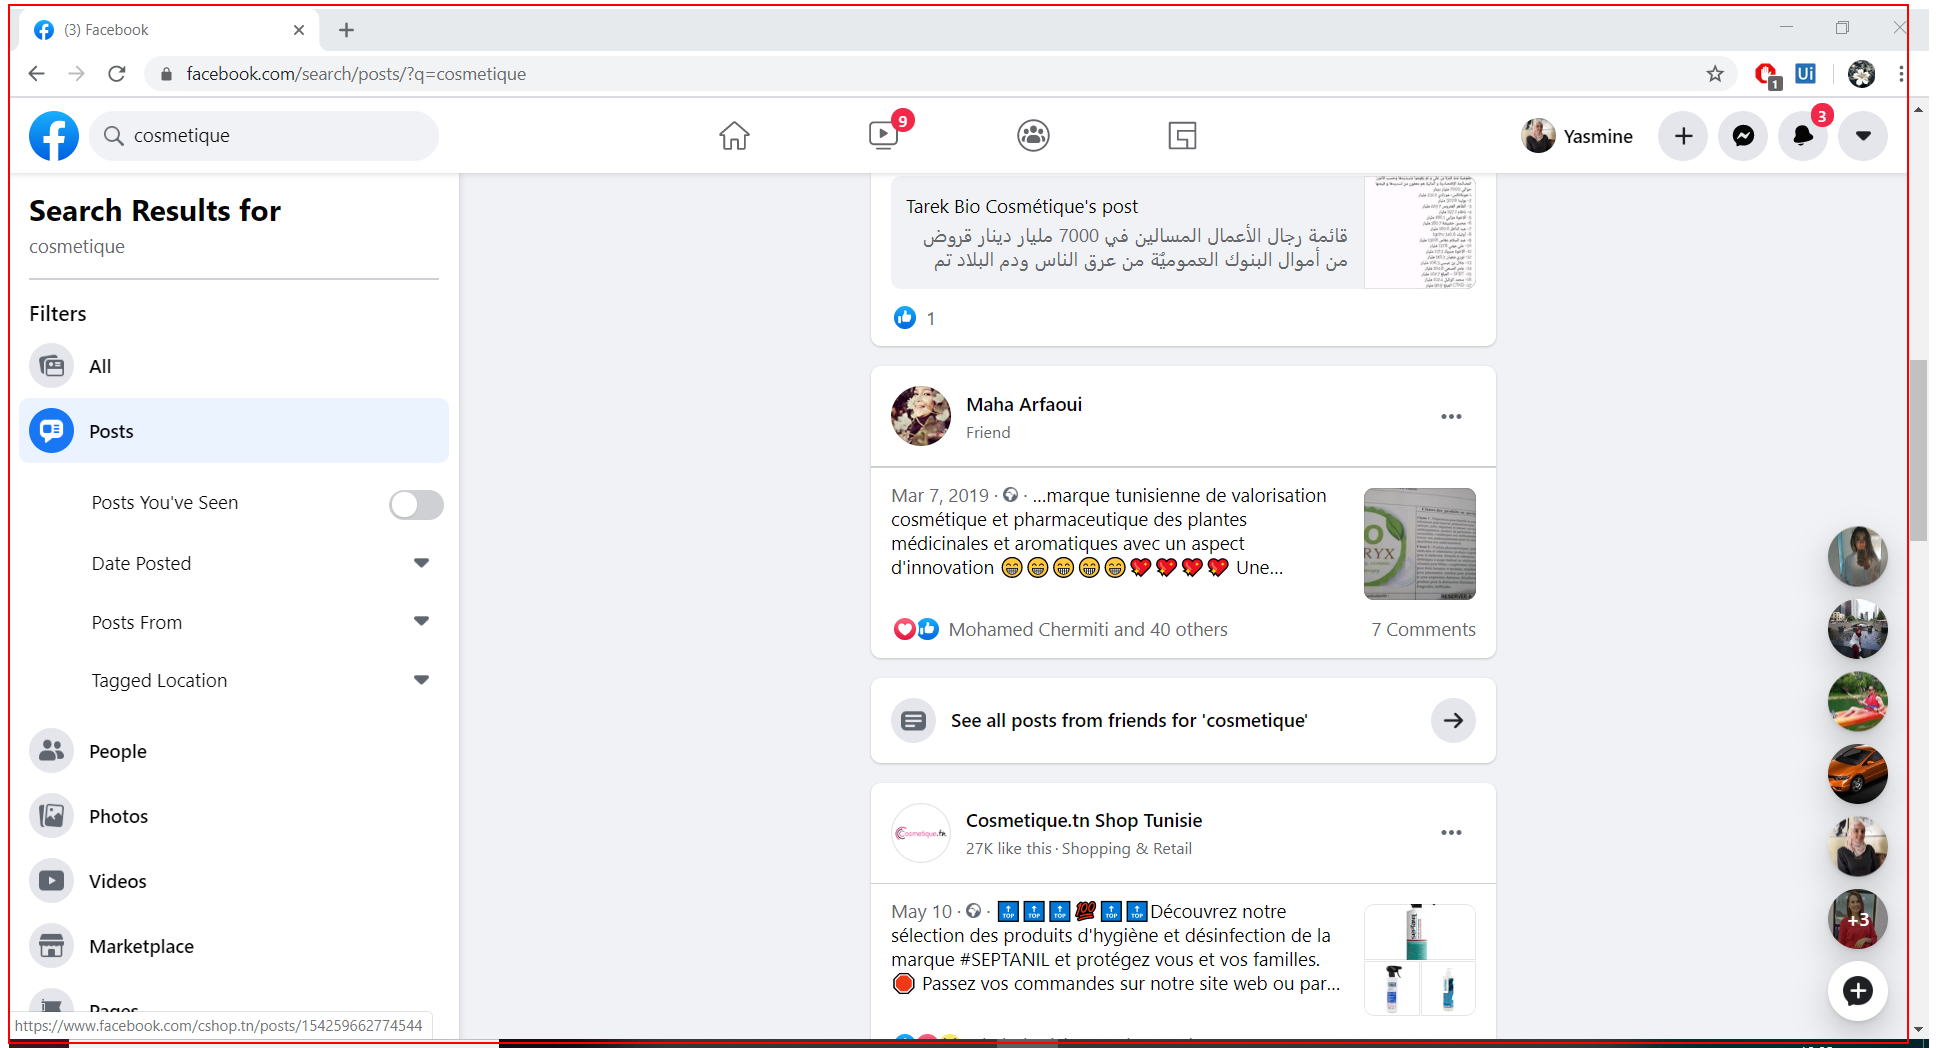 (3) Facebook
facebook.com/search/posts/?q=cosmetique
1
Ui
cosmetique
9
Yasmine
3
Search Results for
cosmetique
Filters
All
Posts
Posts You've Seen
Date Posted
Posts From
Tagged Location
People
Photos
Videos
Marketplace
Pages
https://www.facebook.com/cshop.tn/posts/154259662774544
Tarek Bio Cosmétique's post
قائمة رجال الأعمال المسالين في 7000 مليار دينار قروض
من أموال البنوك العموميّة من عرق الناس ودم البلاد تم
1
Maha Arfaoui
Friend
Mar 7, 2019 · ...marque tunisienne de valorisation
cosmétique et pharmaceutique des plantes
médicinales et aromatiques avec un aspect
d'innovation 😁😁😁😁😁💖💖💖💖 Une...
Mohamed Chermiti and 40 others
7 Comments
See all posts from friends for 'cosmetique'
Cosmetique.tn
Cosmetique.tn Shop Tunisie
27K like this · Shopping & Retail
May 10 · 🔝🔝🔝💯🔝🔝Découvrez notre
sélection des produits d'hygiène et désinfection de la
marque #SEPTANIL et protégez vous et vos familles.
🛑 Passez vos commandes sur notre site web ou par...
+3